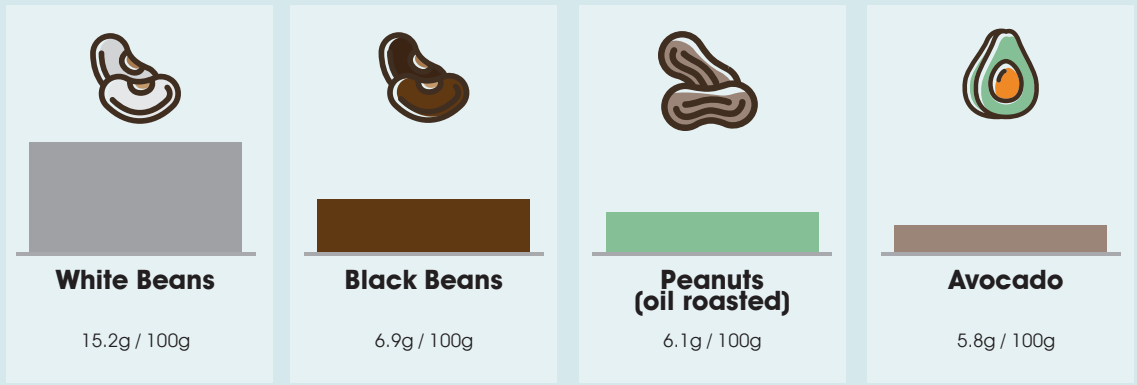 White Beans
15.2g / 100g
Black Beans
6.9g / 100g
Peanuts
(oil roasted)
6.1g / 100g
Avocado
5.8g / 100g